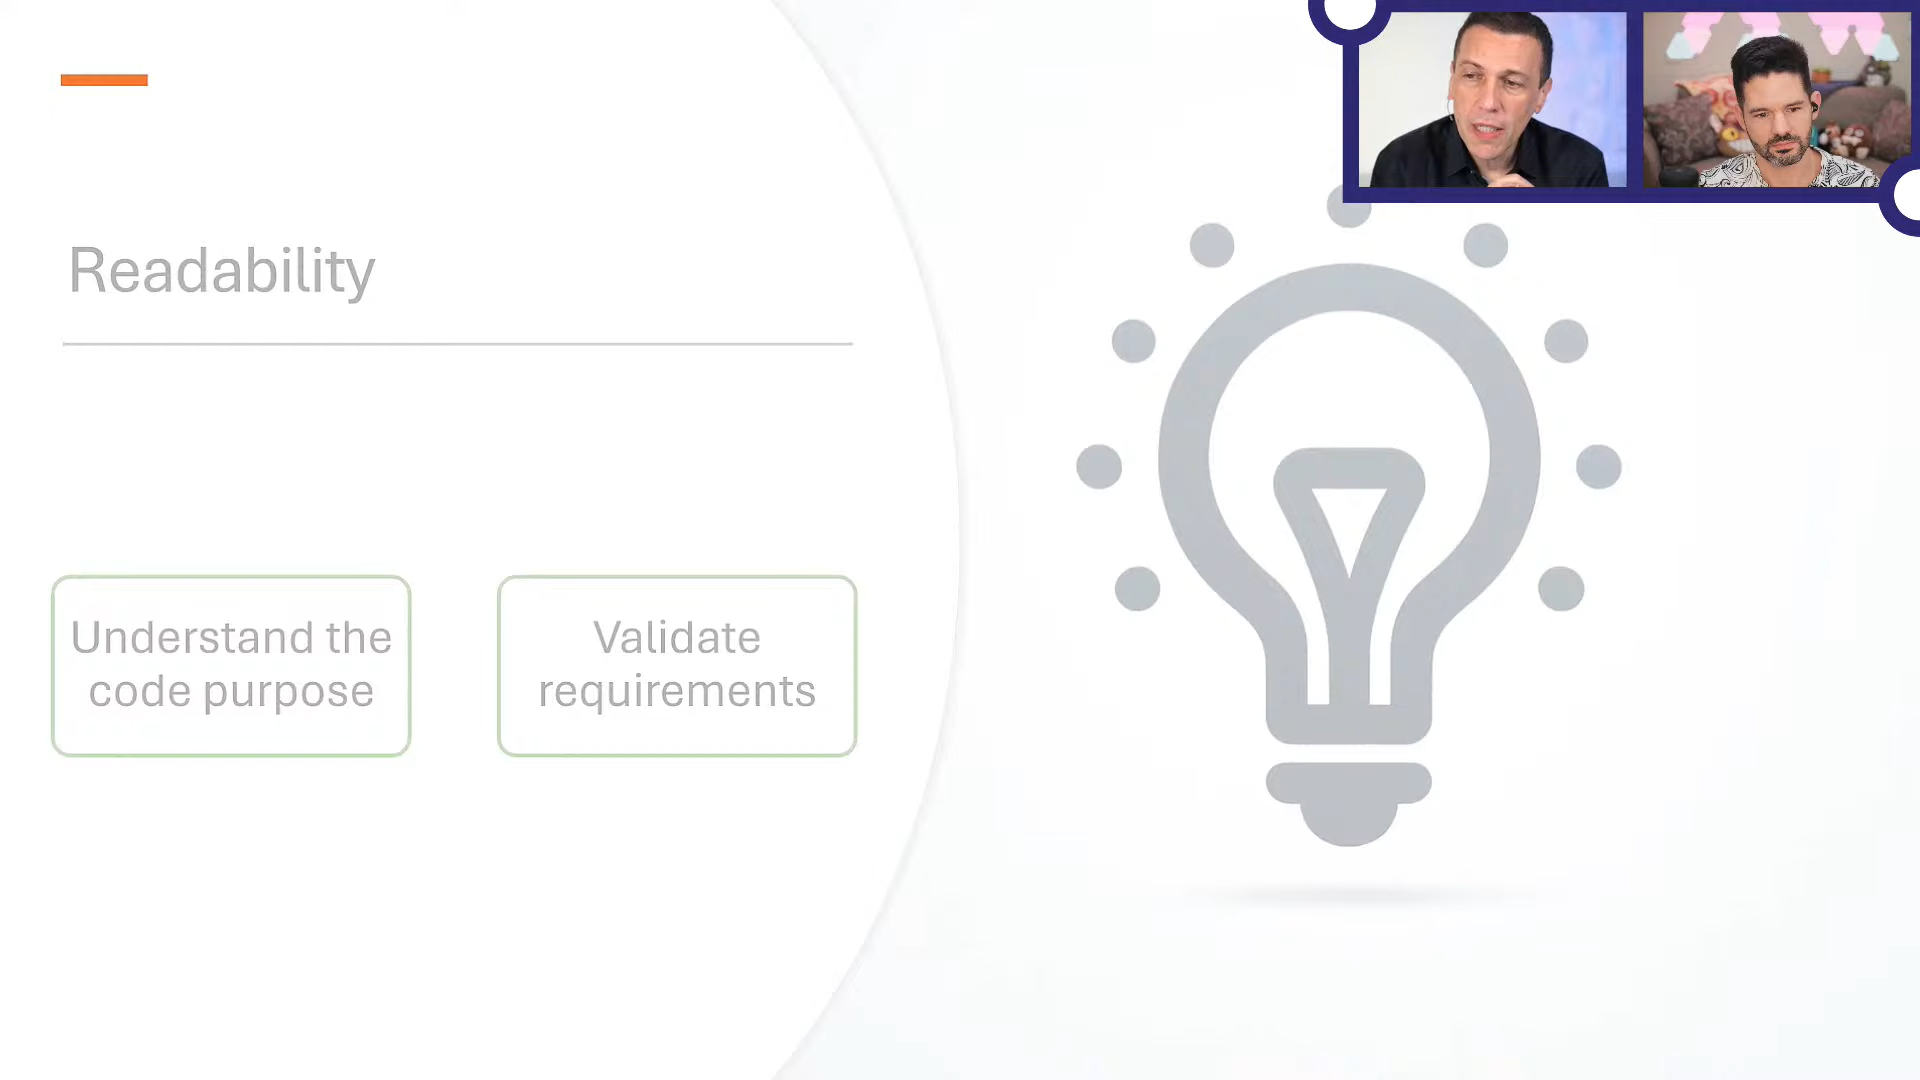 Readability
Understand the
code purpose
Validate
requirements